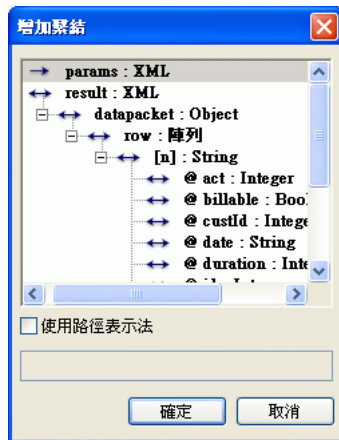 增加繫結
params : XML
result : XML
datapacket : Object
row : 陣列
[n] : String
@ act : Integer
@ billable : Bool
@ custId : Intege
@ date : String
@ duration : Inte
使用路徑表示法
確定 取消